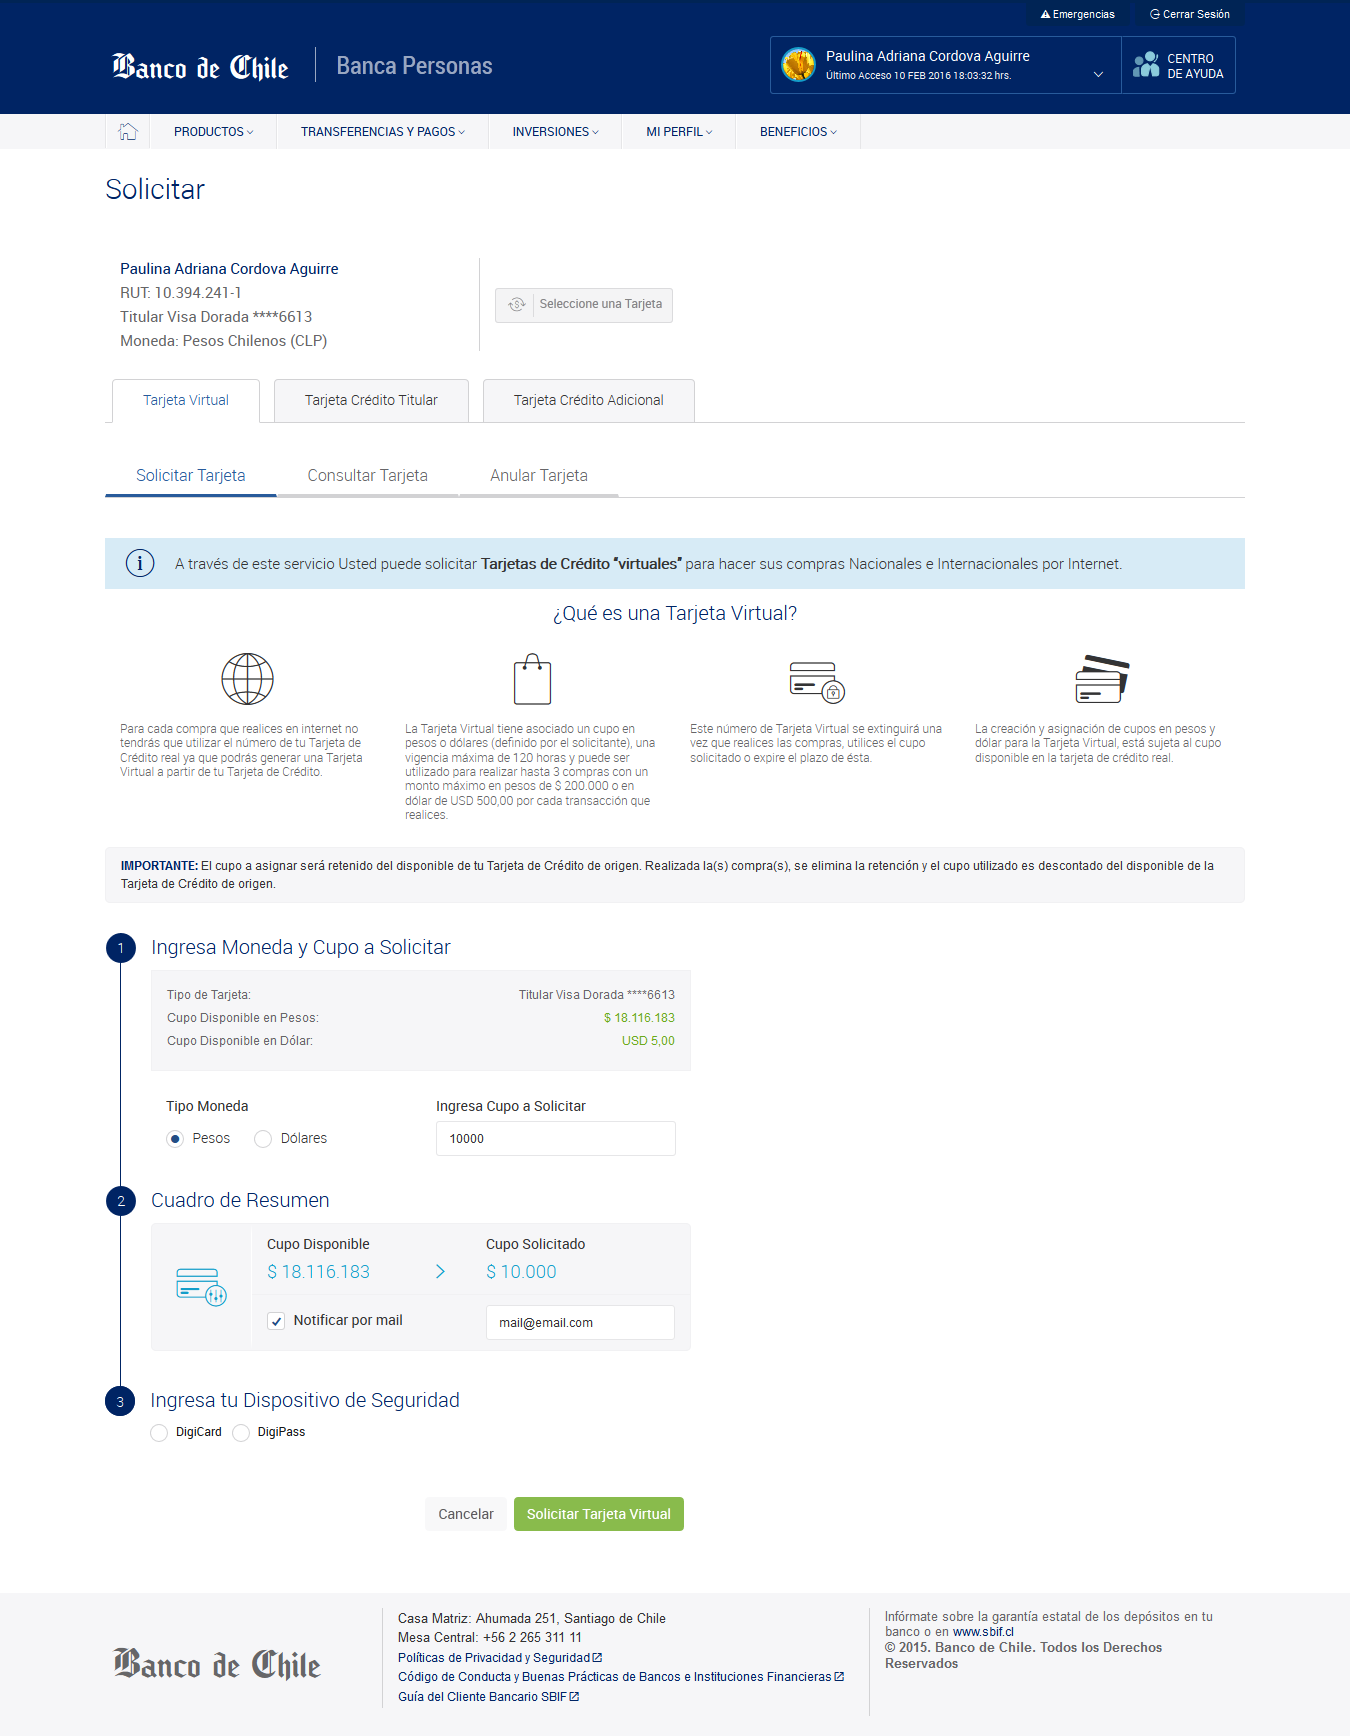 Emergencias
Cerrar Sesión
Banco de Chile
Banca Personas
Paulina Adriana Cordova Aguirre
Último Acceso 10 FEB 2016 18:03:32 hrs.
CENTRO
DE AYUDA
PRODUCTOS
TRANSFERENCIAS Y PAGOS
INVERSIONES
MI PERFIL
BENEFICIOS
Solicitar
Paulina Adriana Cordova Aguirre
RUT: 10.394.241-1
Titular Visa Dorada ****6613
Moneda: Pesos Chilenos (CLP)
Seleccione una Tarjeta
Tarjeta Virtual
Tarjeta Crédito Titular
Tarjeta Crédito Adicional
Solicitar Tarjeta
Consultar Tarjeta
Anular Tarjeta
A través de este servicio Usted puede solicitar Tarjetas de Crédito "virtuales" para hacer sus compras Nacionales e Internacionales por Internet.
¿Qué es una Tarjeta Virtual?
Para cada compra que realices en internet no
tendrás que utilizar el número de tu Tarjeta de
Crédito real ya que podrás generar una Tarjeta
Virtual a partir de tu Tarjeta de Crédito.
La Tarjeta Virtual tiene asociado un cupo en
pesos o dólares (definido por el solicitante), una
vigencia máxima de 120 horas y puede ser
utilizado para realizar hasta 3 compras con un
monto máximo en pesos de $ 200.000 o en
dólar de USD 500,00 por cada transacción que
realices.
Este número de Tarjeta Virtual se extinguirá una
vez que realices las compras, utilices el cupo
solicitado o expire el plazo de ésta.
La creación y asignación de cupos en pesos y
dólar para la Tarjeta Virtual, está sujeta al cupo
disponible en la tarjeta de crédito real.
IMPORTANTE: El cupo a asignar será retenido del disponible de tu Tarjeta de Crédito de origen. Realizada la(s) compra(s), se elimina la retención y el cupo utilizado es descontado del disponible de la
Tarjeta de Crédito de origen.
1 Ingresa Moneda y Cupo a Solicitar
Tipo de Tarjeta: Titular Visa Dorada ****6613
Cupo Disponible en Pesos: $ 18.116.183
Cupo Disponible en Dólar: USD 5,00
Tipo Moneda
Ingresa Cupo a Solicitar
Pesos
Dólares
10000
2 Cuadro de Resumen
Cupo Disponible
Cupo Solicitado
$ 18.116.183
$ 10.000
Notificar por mail
mail@email.com
3 Ingresa tu Dispositivo de Seguridad
DigiCard
DigiPass
Cancelar
Solicitar Tarjeta Virtual
Banco de Chile
Casa Matriz: Ahumada 251, Santiago de Chile
Mesa Central: +56 2 265 311 11
Políticas de Privacidad y Seguridad
Código de Conducta y Buenas Prácticas de Bancos e Instituciones Financieras
Guía del Cliente Bancario SBIF
Infórmate sobre la garantía estatal de los depósitos en tu
banco o en www.sbif.cl
© 2015. Banco de Chile. Todos los Derechos
Reservados